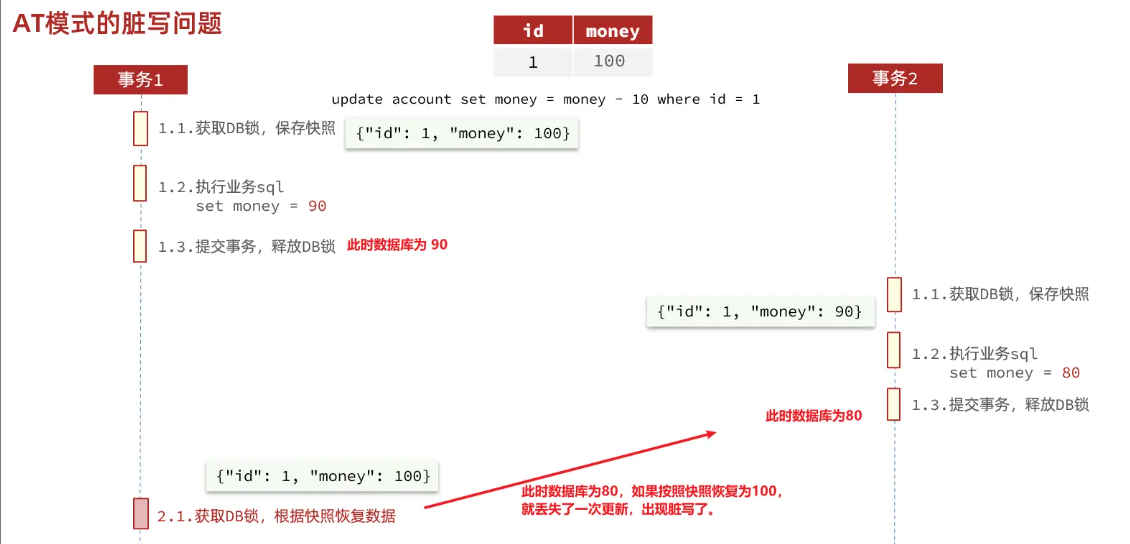 AT模式的脏写问题
id money
1 100
事务1
事务2
update account set money = money - 10 where id = 1
1.1.获取DB锁，保存快照
{"id": 1, "money": 100}
1.2.执行业务sql
set money = 90
1.3.提交事务，释放DB锁
此时数据库为 90
1.1.获取DB锁，保存快照
{"id": 1, "money": 90}
1.2.执行业务sql
set money = 80
1.3.提交事务，释放DB锁
此时数据库为80
{"id": 1, "money": 100}
此时数据库为80，如果按照快照恢复为100，
就丢失了一次更新，出现脏写了。
2.1.获取DB锁，根据快照恢复数据